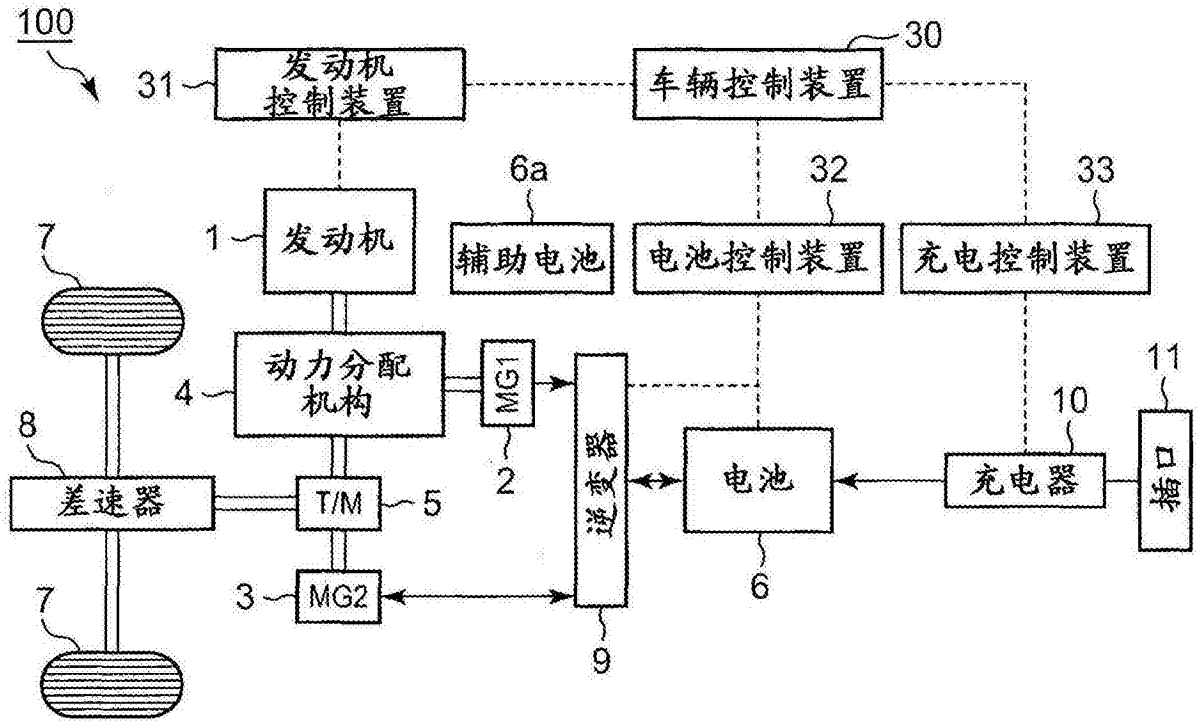 100
31
发动机
控制装置
车辆控制装置
30
1
发动机
6a
辅助电池
32
电池控制装置
33
充电控制装置
7
4
动力分配
机构
MG1
2
逆变器
9
11
插口
8
差速器
T/M
5
电池
6
10
充电器
3
MG2
7